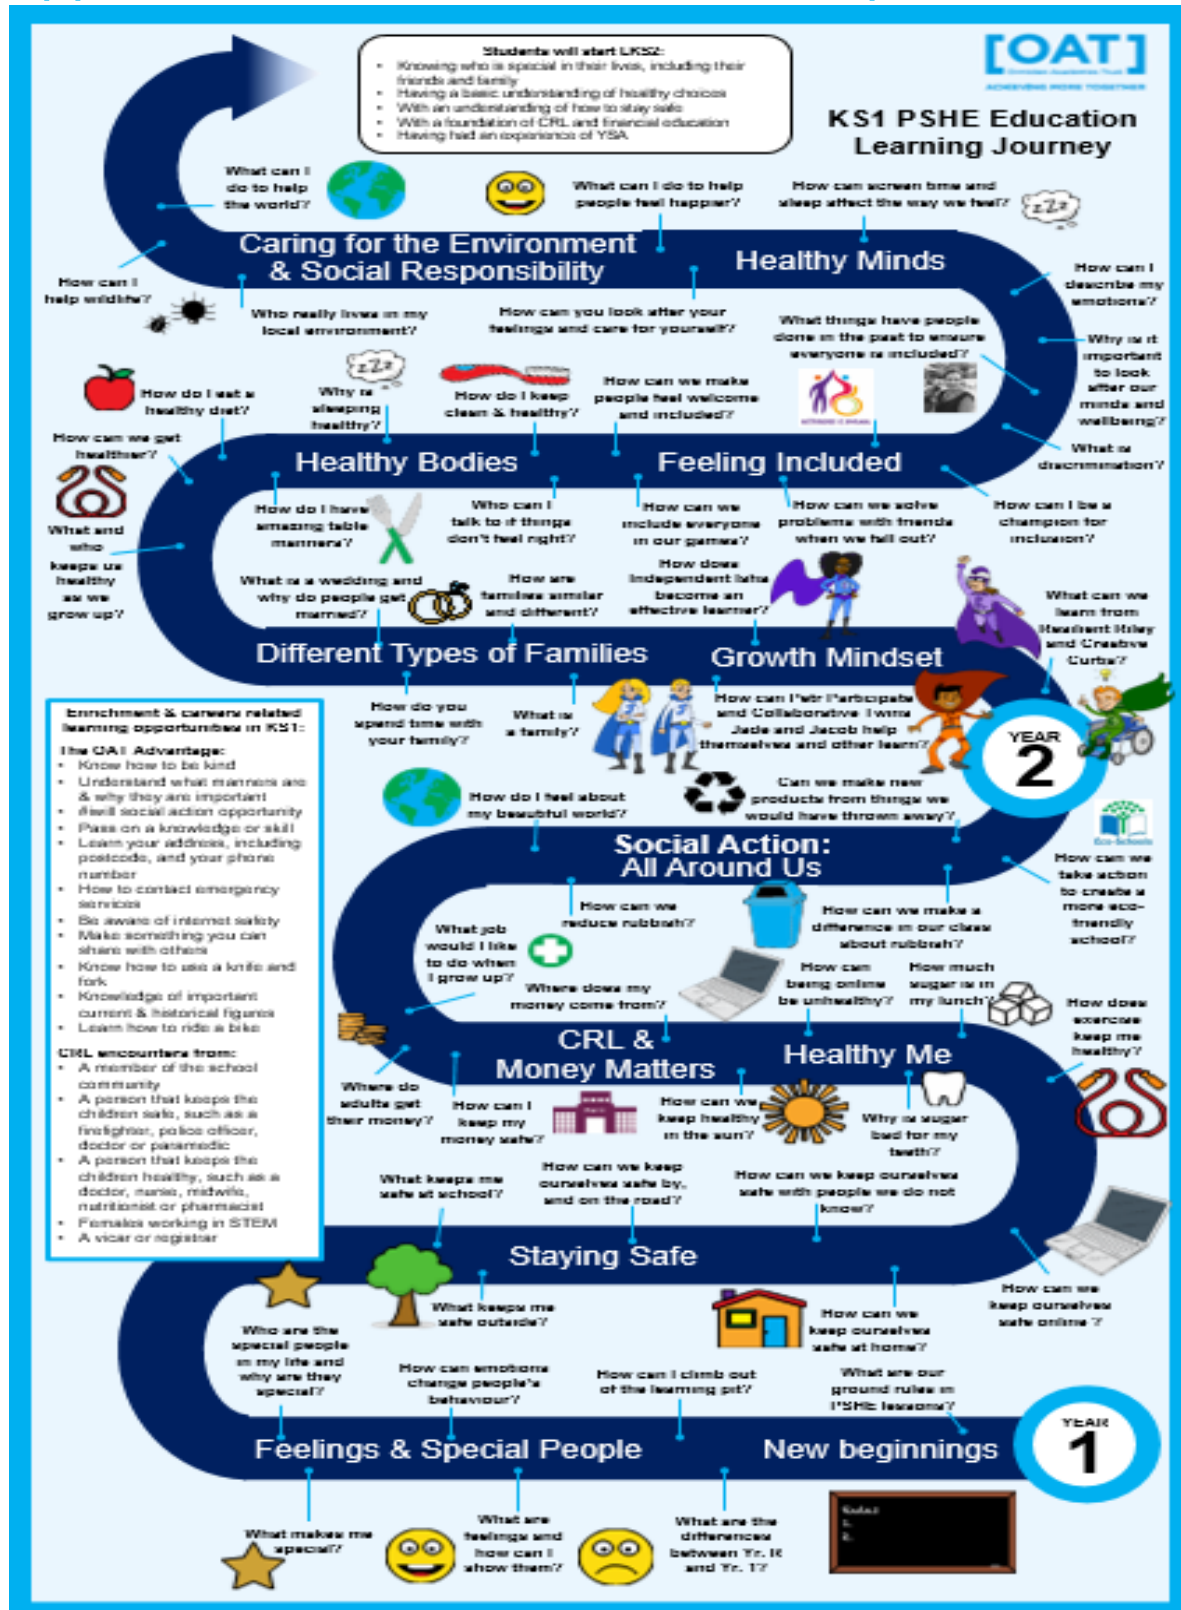 Students will start LKS2:
• Knowing who is special in their lives, including their
friends and family
• Having a basic understanding of healthy choices
• With an understanding of how to stay safe
• With a foundation of CRL and financial education
• Having had an experience of YSA
[OAT]
Ormiston Academies Trust
ACHIEVING MORE TOGETHER
KS1 PSHE Education
Learning Journey
What can I
do to help
the world?
What can I do to help
people feel happier?
How can screen time and
sleep affect the way we feel?
zZz
Caring for the Environment
& Social Responsibility
Healthy Minds
How can I
help wildlife?
Who really lives in my
local environment?
How can you look after your
feelings and care for yourself?
What things have people
done in the past to ensure
everyone is included?
How can I
describe my
emotions?
Why is it
important
to look
after our
minds and
wellbeing?
What is
discrimination?
How do I eat a
healthy diet?
zZz
Why is
sleeping
healthy?
How do I keep
clean & healthy?
How can we make
people feel welcome
and included?
How can we get
healthier?
Healthy Bodies
Feeling Included
What and
who
keeps us
healthy
as we
grow up?
How do I have
amazing table
manners?
Who can I
talk to if things
don't feel right?
How can we
include everyone
in our games?
How can we solve
problems with friends
when we fall out?
How can I be a
champion for
inclusion?
What is a wedding and
why do people get
married?
How are
families similar
and different?
How does
Independent Isha
become an
effective learner?
What can we
learn from
Resilient Riley
and Creative
Curtis?
Different Types of Families
Growth Mindset
How do you
spend time with
your family?
What is
a family?
How can Petr Participate
and Collaborative Twins
Jade and Jacob help
themselves and other learn?
YEAR
2
Enrichment & careers related
learning opportunities in KS1:
The OAT Advantage:
• Know how to be kind
• Understand what manners are
& why they are important
• #iwill social action opportunity
• Pass on a knowledge or skill
• Learn your address, including
postcode, and your phone
number
• How to contact emergency
services
• Be aware of internet safety
• Make something you can
share with others
• Know how to use a knife and
fork
• Knowledge of important
current & historical figures
• Learn how to ride a bike
CRL encounters from:
• A member of the school
community
• A person that keeps the
children safe, such as a
firefighter, police officer,
doctor or paramedic
• A person that keeps the
children healthy, such as a
doctor, nurse, midwife,
nutritionist or pharmacist
• Females working in STEM
• A vicar or registrar
How do I feel about
my beautiful world?
Can we make new
products from things we
would have thrown away?
Eco-Schools
Social Action:
All Around Us
How can we
take action
to create a
more eco-
friendly
school?
What job
would I like
to do when
I grow up?
How can we
reduce rubbish?
How can we make a
difference in our class
about rubbish?
Where does my
money come from?
How can
being online
be unhealthy?
How much
sugar is in
my lunch?
How does
exercise
keep me
healthy?
CRL &
Money Matters
Healthy Me
Where do
adults get
their money?
How can I
keep my
money safe?
How can we
keep healthy
in the sun?
Why is sugar
bad for my
teeth?
What keeps me
safe at school?
How can we keep
ourselves safe by,
and on the road?
How can we keep ourselves
safe with people we do not
know?
Staying Safe
What keeps me
safe outside?
How can we
keep ourselves
safe at home?
How can we
keep ourselves
safe online ?
Who are the
special people
in my life and
why are they
special?
How can emotions
change people's
behaviour?
How can I climb out
of the learning pit?
What are our
ground rules in
PSHE lessons?
Feelings & Special People
New beginnings
YEAR
1
What makes me
special?
What are
feelings and
how can I
show them?
What are the
differences
between Yr. R
and Yr. 1?
Rules:
1.
2.